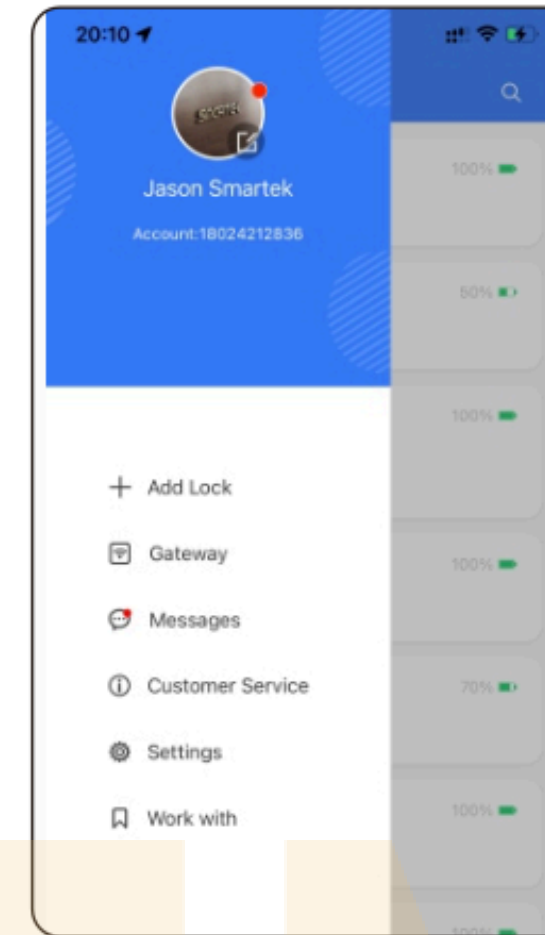 20:10
Jason Smartek
Account:18024212836
100%
50%
100%
+ Add Lock
Gateway
100%
Messages
Customer Service
70%
Settings
Work with
100%
100%